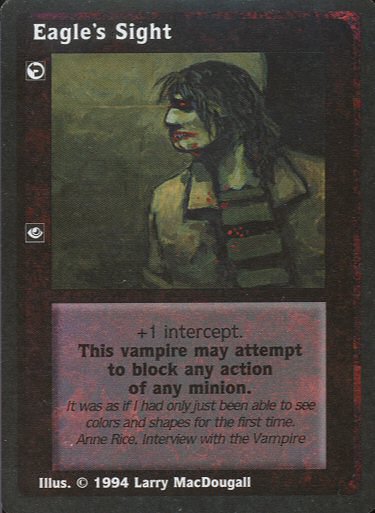 Eagle's Sight
+1 intercept.
This vampire may attempt
to block any action
of any minion.
It was as if I had only just been able to see
colors and shapes for the first time.
Anne Rice, Interview with the Vampire
Illus. © 1994 Larry MacDougall